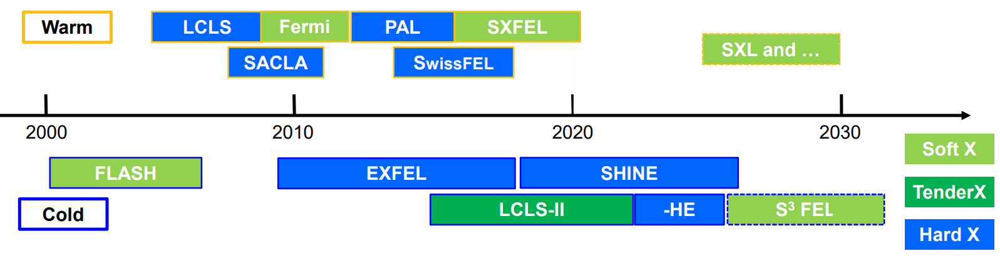 Warm
LCLS
Fermi
PAL
SXFEL
SACLA
SwissFEL
SXL and ...
2000
2010
2020
2030
FLASH
EXFEL
SHINE
Cold
LCLS-II
-HE
S³ FEL
Soft X
TenderX
Hard X